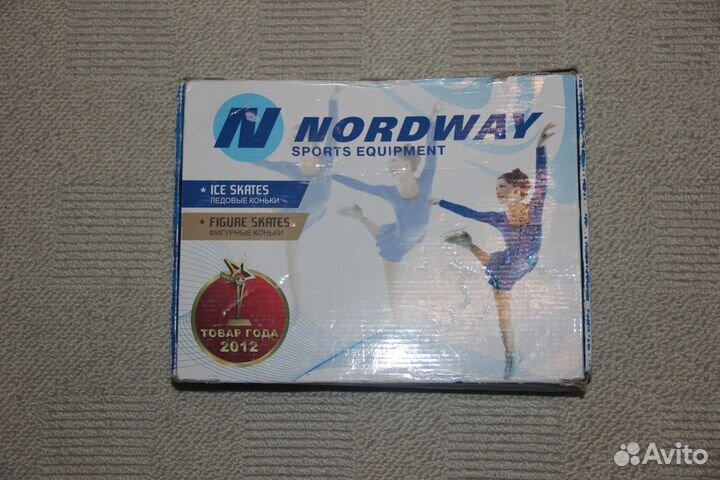 N NORDWAY
SPORTS EQUIPMENT
* ICE SKATES
ЛЕДОВЫЕ КОНЬКИ
* FIGURE SKATES
ФИГУРНЫЕ КОНЬКИ
ТОВАР ГОДА
2012
Avito